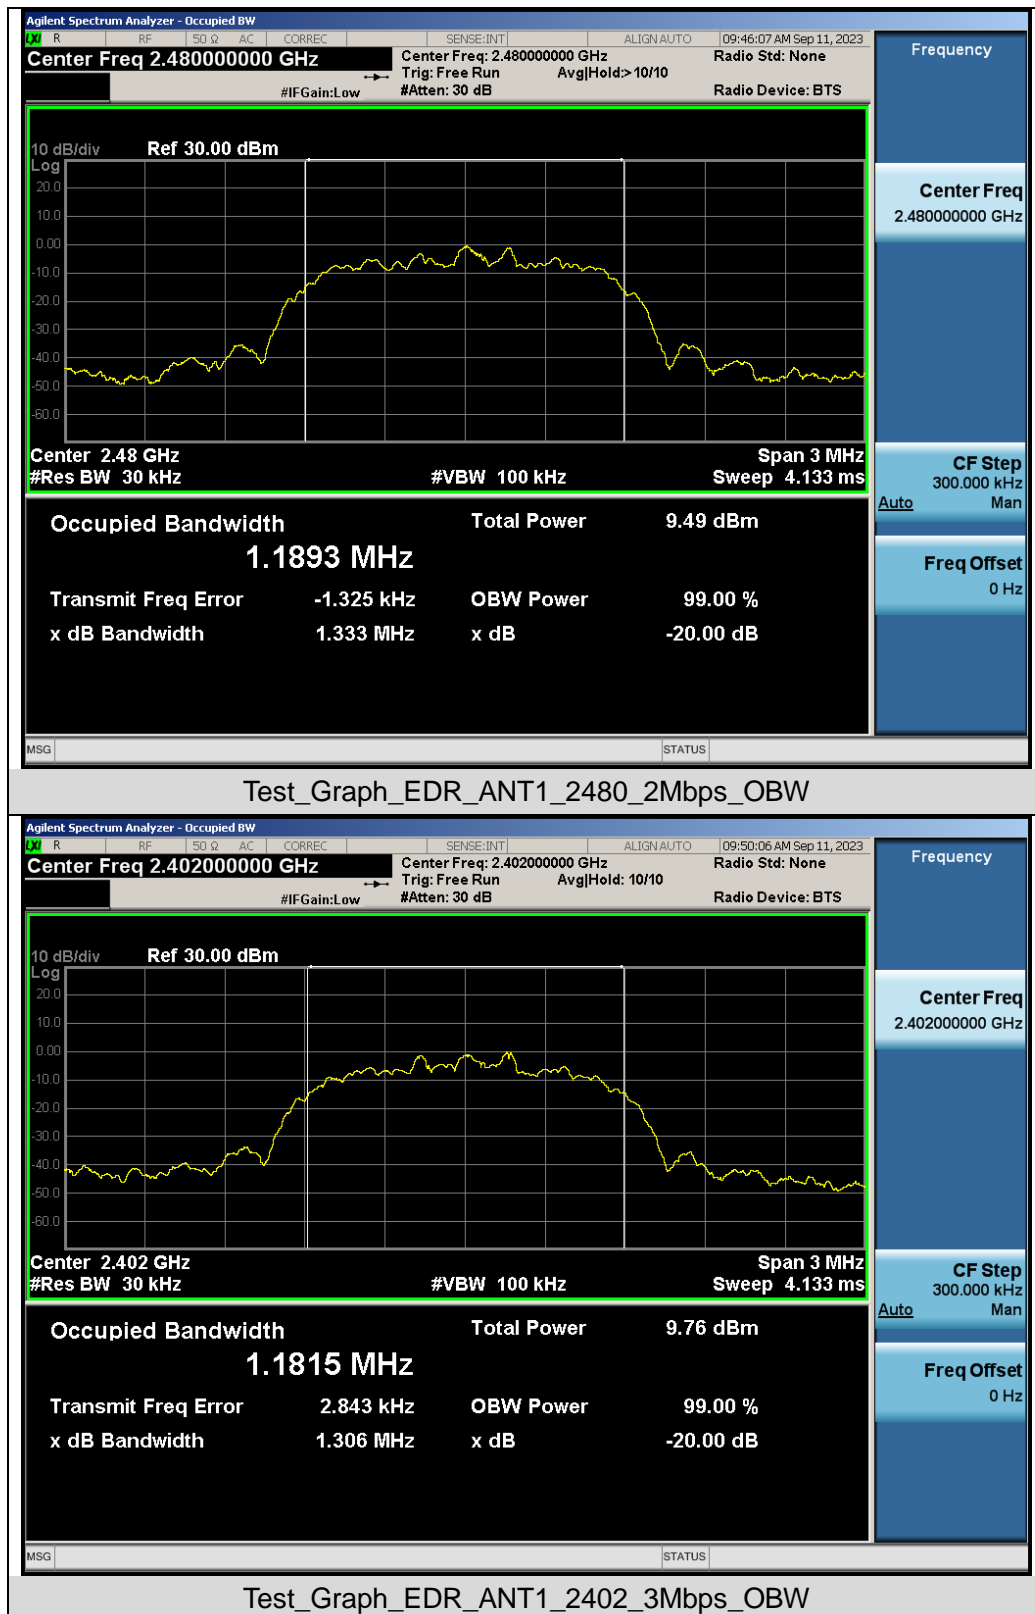 Agilent Spectrum Analyzer - Occupied BW
LXI R RF 50 Ω AC CORREC SENSE:INT ALIGN AUTO 09:46:07 AM Sep 11, 2023
Center Freq 2.480000000 GHz Center Freq: 2.480000000 GHz Radio Std: None
Trig: Free Run Avg|Hold:> 10/10
#IFGain:Low #Atten: 30 dB Radio Device: BTS
Frequency
10 dB/div Ref 30.00 dBm
Log
20.0
10.0
0.00
-10.0
-20.0
-30.0
-40.0
-50.0
-60.0
Center 2.48 GHz Span 3 MHz
#Res BW 30 kHz #VBW 100 kHz Sweep 4.133 ms
Center Freq
2.480000000 GHz
CF Step
300.000 kHz
Auto Man
Freq Offset
0 Hz
Occupied Bandwidth Total Power 9.49 dBm
1.1893 MHz
Transmit Freq Error -1.325 kHz OBW Power 99.00 %
x dB Bandwidth 1.333 MHz x dB -20.00 dB
MSG STATUS
Test_Graph_EDR_ANT1_2480_2Mbps_OBW
Agilent Spectrum Analyzer - Occupied BW
LXI R RF 50 Ω AC CORREC SENSE:INT ALIGN AUTO 09:50:06 AM Sep 11, 2023
Center Freq 2.402000000 GHz Center Freq: 2.402000000 GHz Radio Std: None
Trig: Free Run Avg|Hold: 10/10
#IFGain:Low #Atten: 30 dB Radio Device: BTS
Frequency
10 dB/div Ref 30.00 dBm
Log
20.0
10.0
0.00
-10.0
-20.0
-30.0
-40.0
-50.0
-60.0
Center 2.402 GHz Span 3 MHz
#Res BW 30 kHz #VBW 100 kHz Sweep 4.133 ms
Center Freq
2.402000000 GHz
CF Step
300.000 kHz
Auto Man
Freq Offset
0 Hz
Occupied Bandwidth Total Power 9.76 dBm
1.1815 MHz
Transmit Freq Error 2.843 kHz OBW Power 99.00 %
x dB Bandwidth 1.306 MHz x dB -20.00 dB
MSG STATUS
Test_Graph_EDR_ANT1_2402_3Mbps_OBW